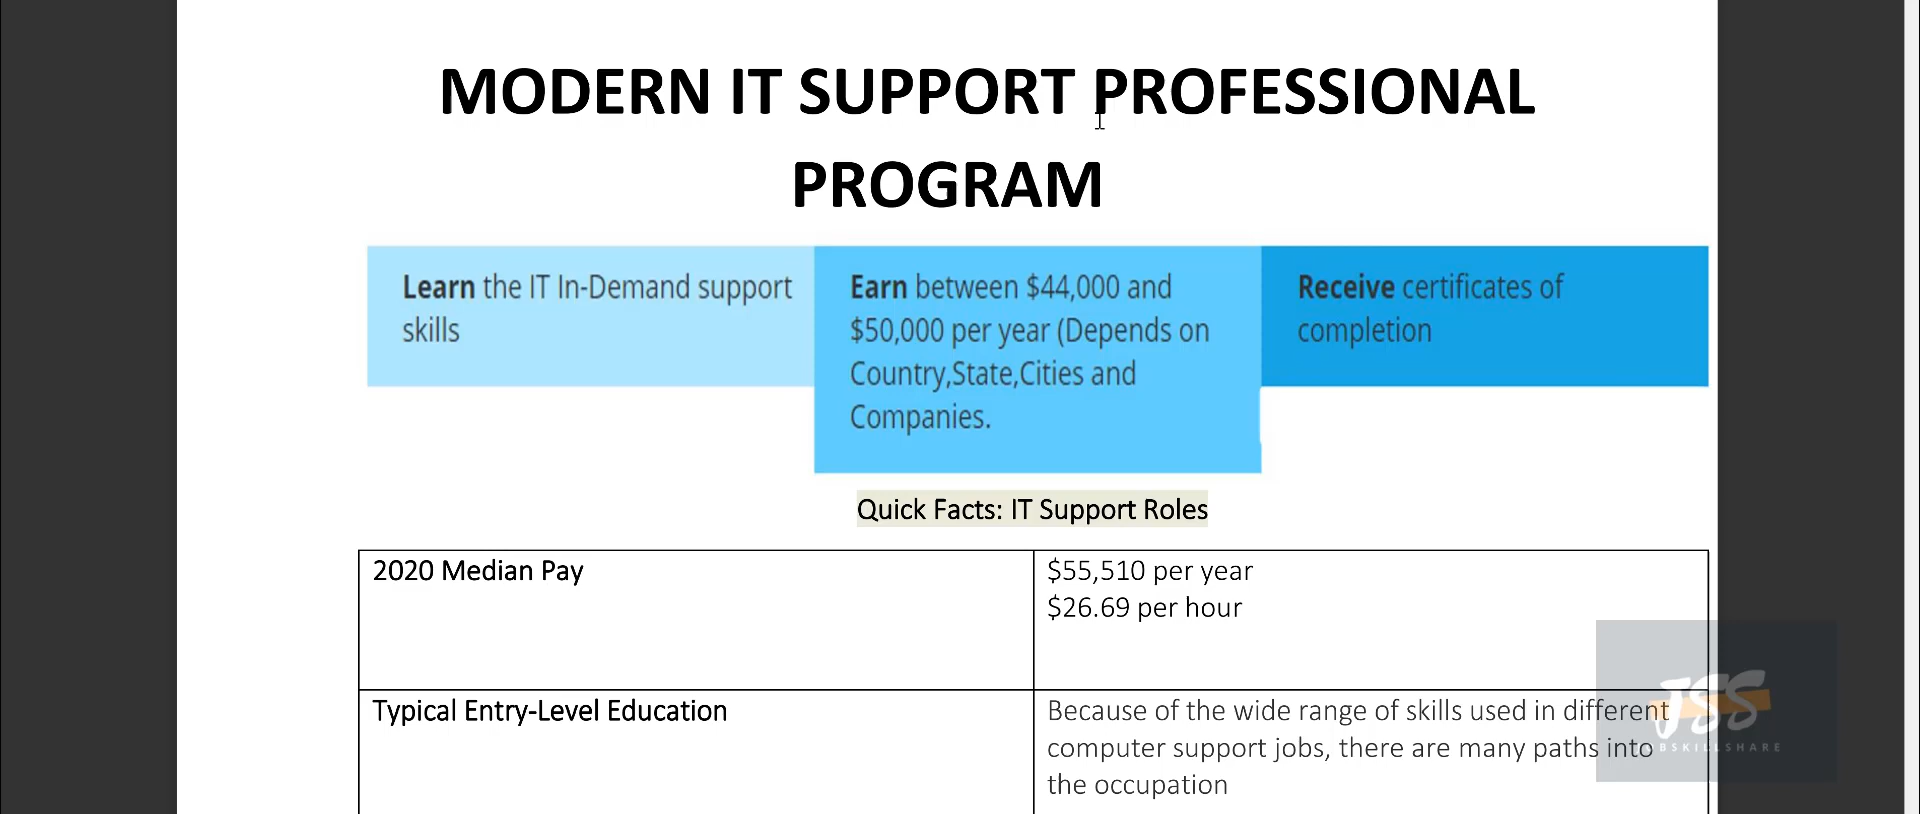 MODERN IT SUPPORT PROFESSIONAL
PROGRAM
Learn the IT In-Demand support
skills
Earn between $44,000 and
$50,000 per year (Depends on
Country,State,Cities and
Companies.
Receive certificates of
completion
Quick Facts: IT Support Roles
2020 Median Pay
$55,510 per year
$26.69 per hour
Typical Entry-Level Education
Because of the wide range of skills used in different
computer support jobs, there are many paths into
the occupation
JSS